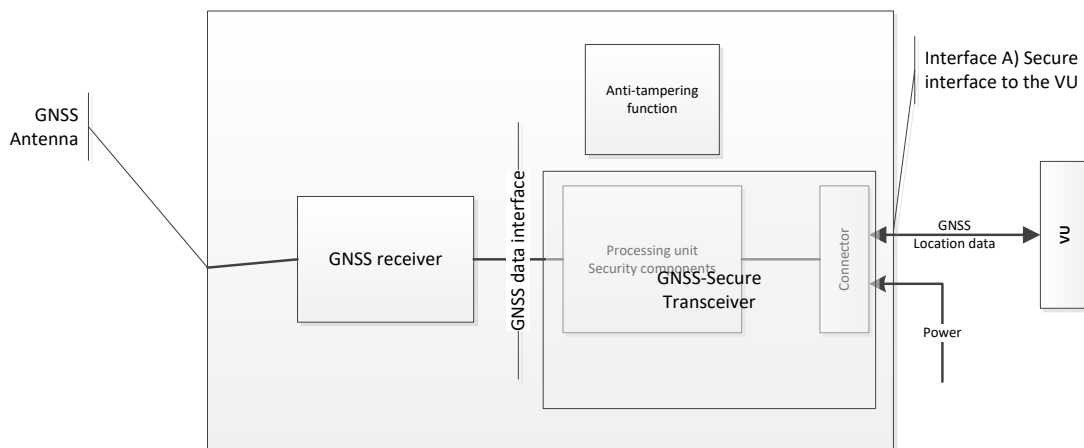 GNSS
Antenna
GNSS receiver
GNSS data interface
Anti-tampering
function
Processing unit
Security components
GNSS-Secure
Transceiver
Connector
Interface A) Secure
interface to the VU
GNSS
Location data
Power
VU